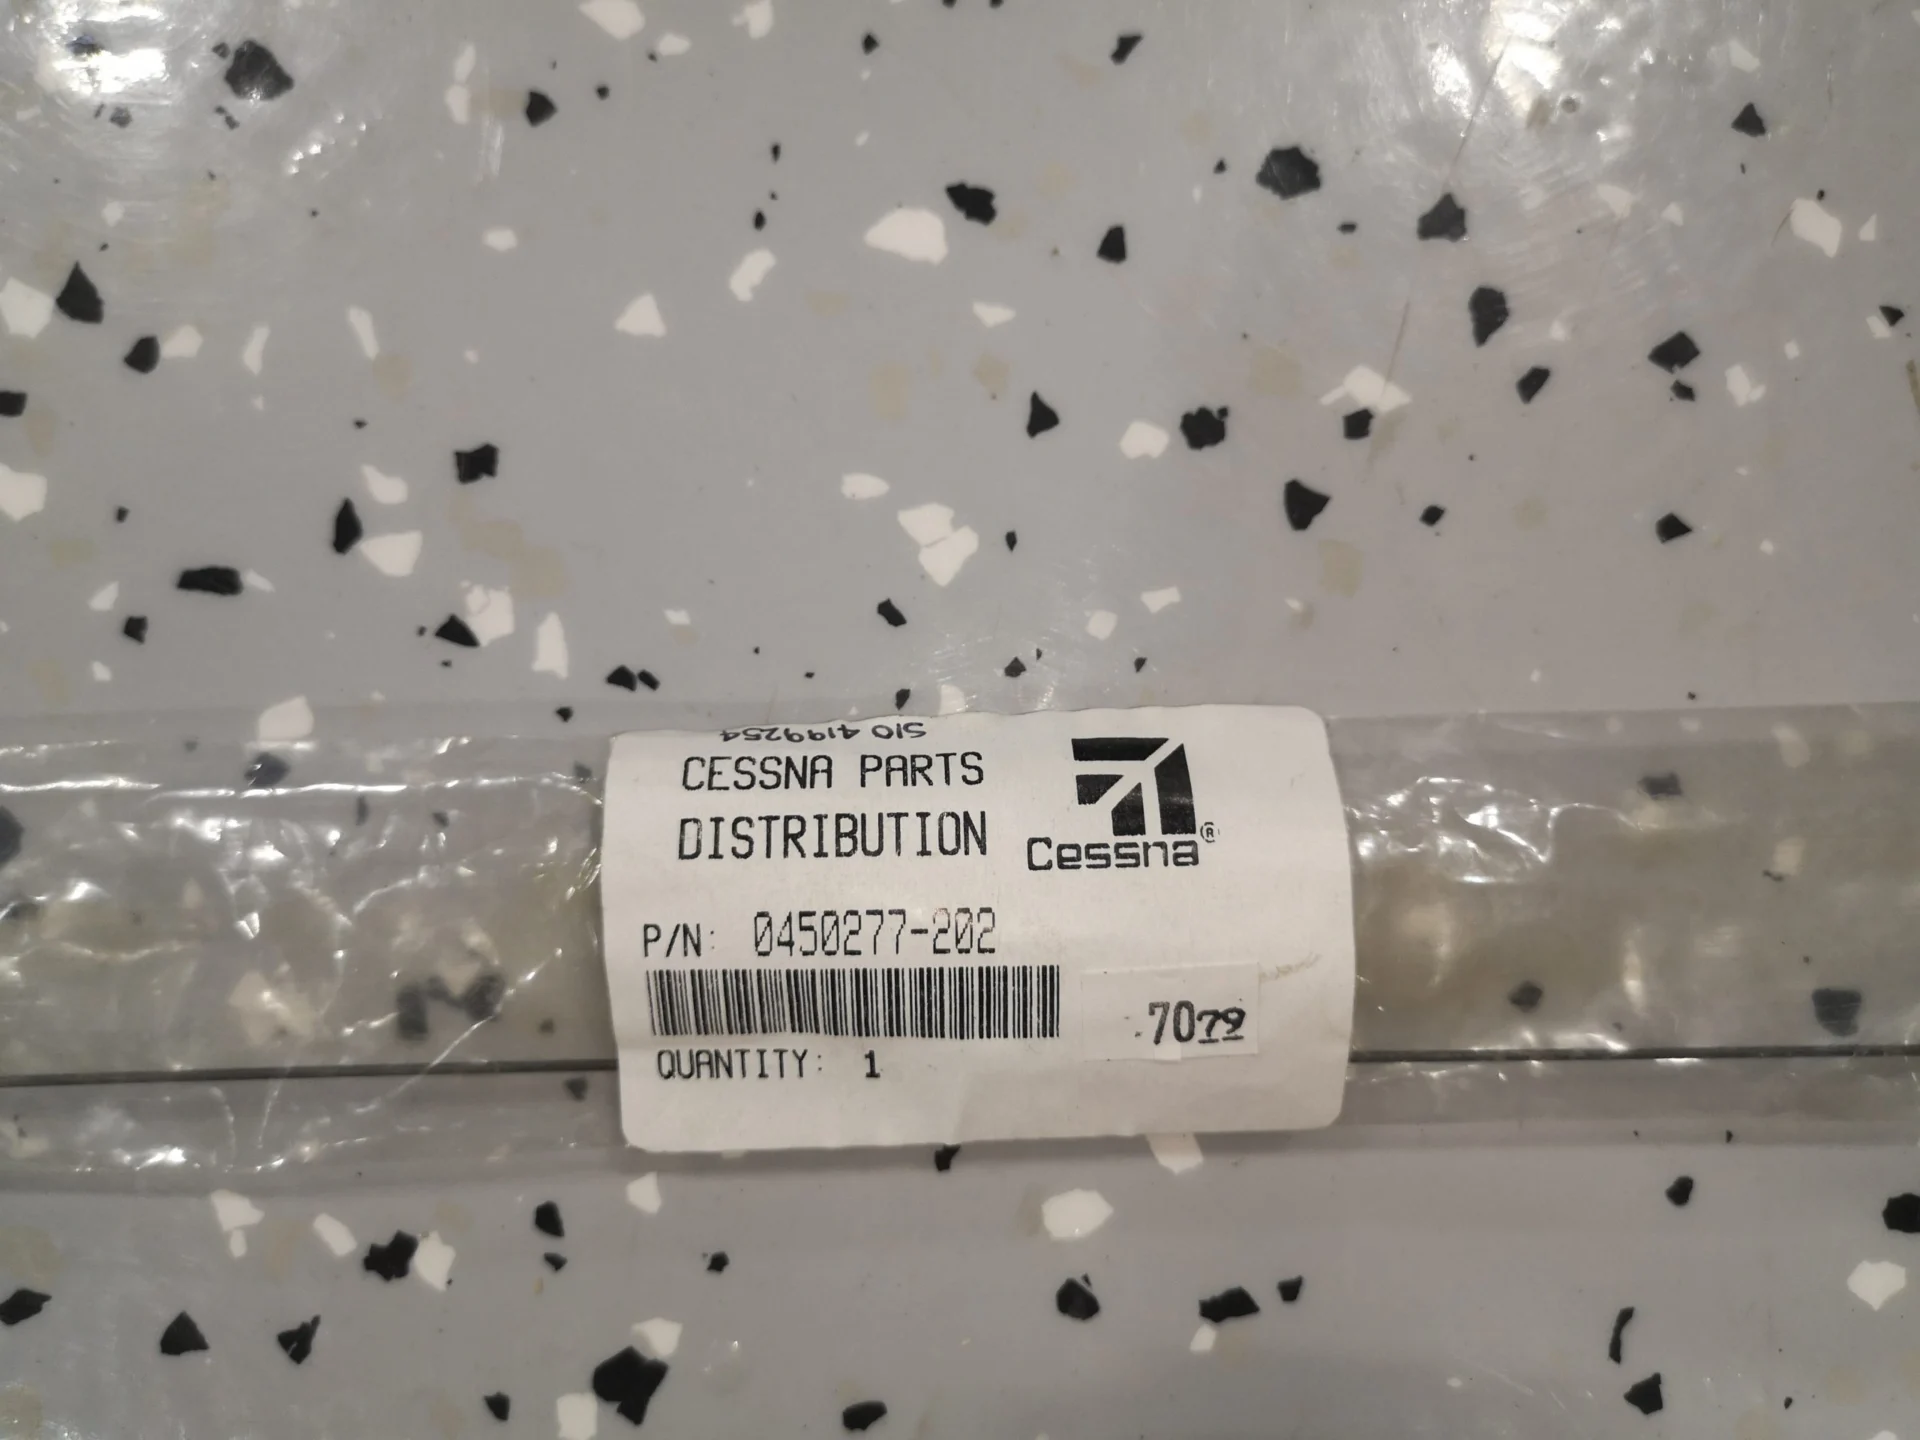 S10 4199254
CESSNA PARTS
DISTRIBUTION
Cessna®
P/N: 0450277-202
.7079
QUANTITY: 1